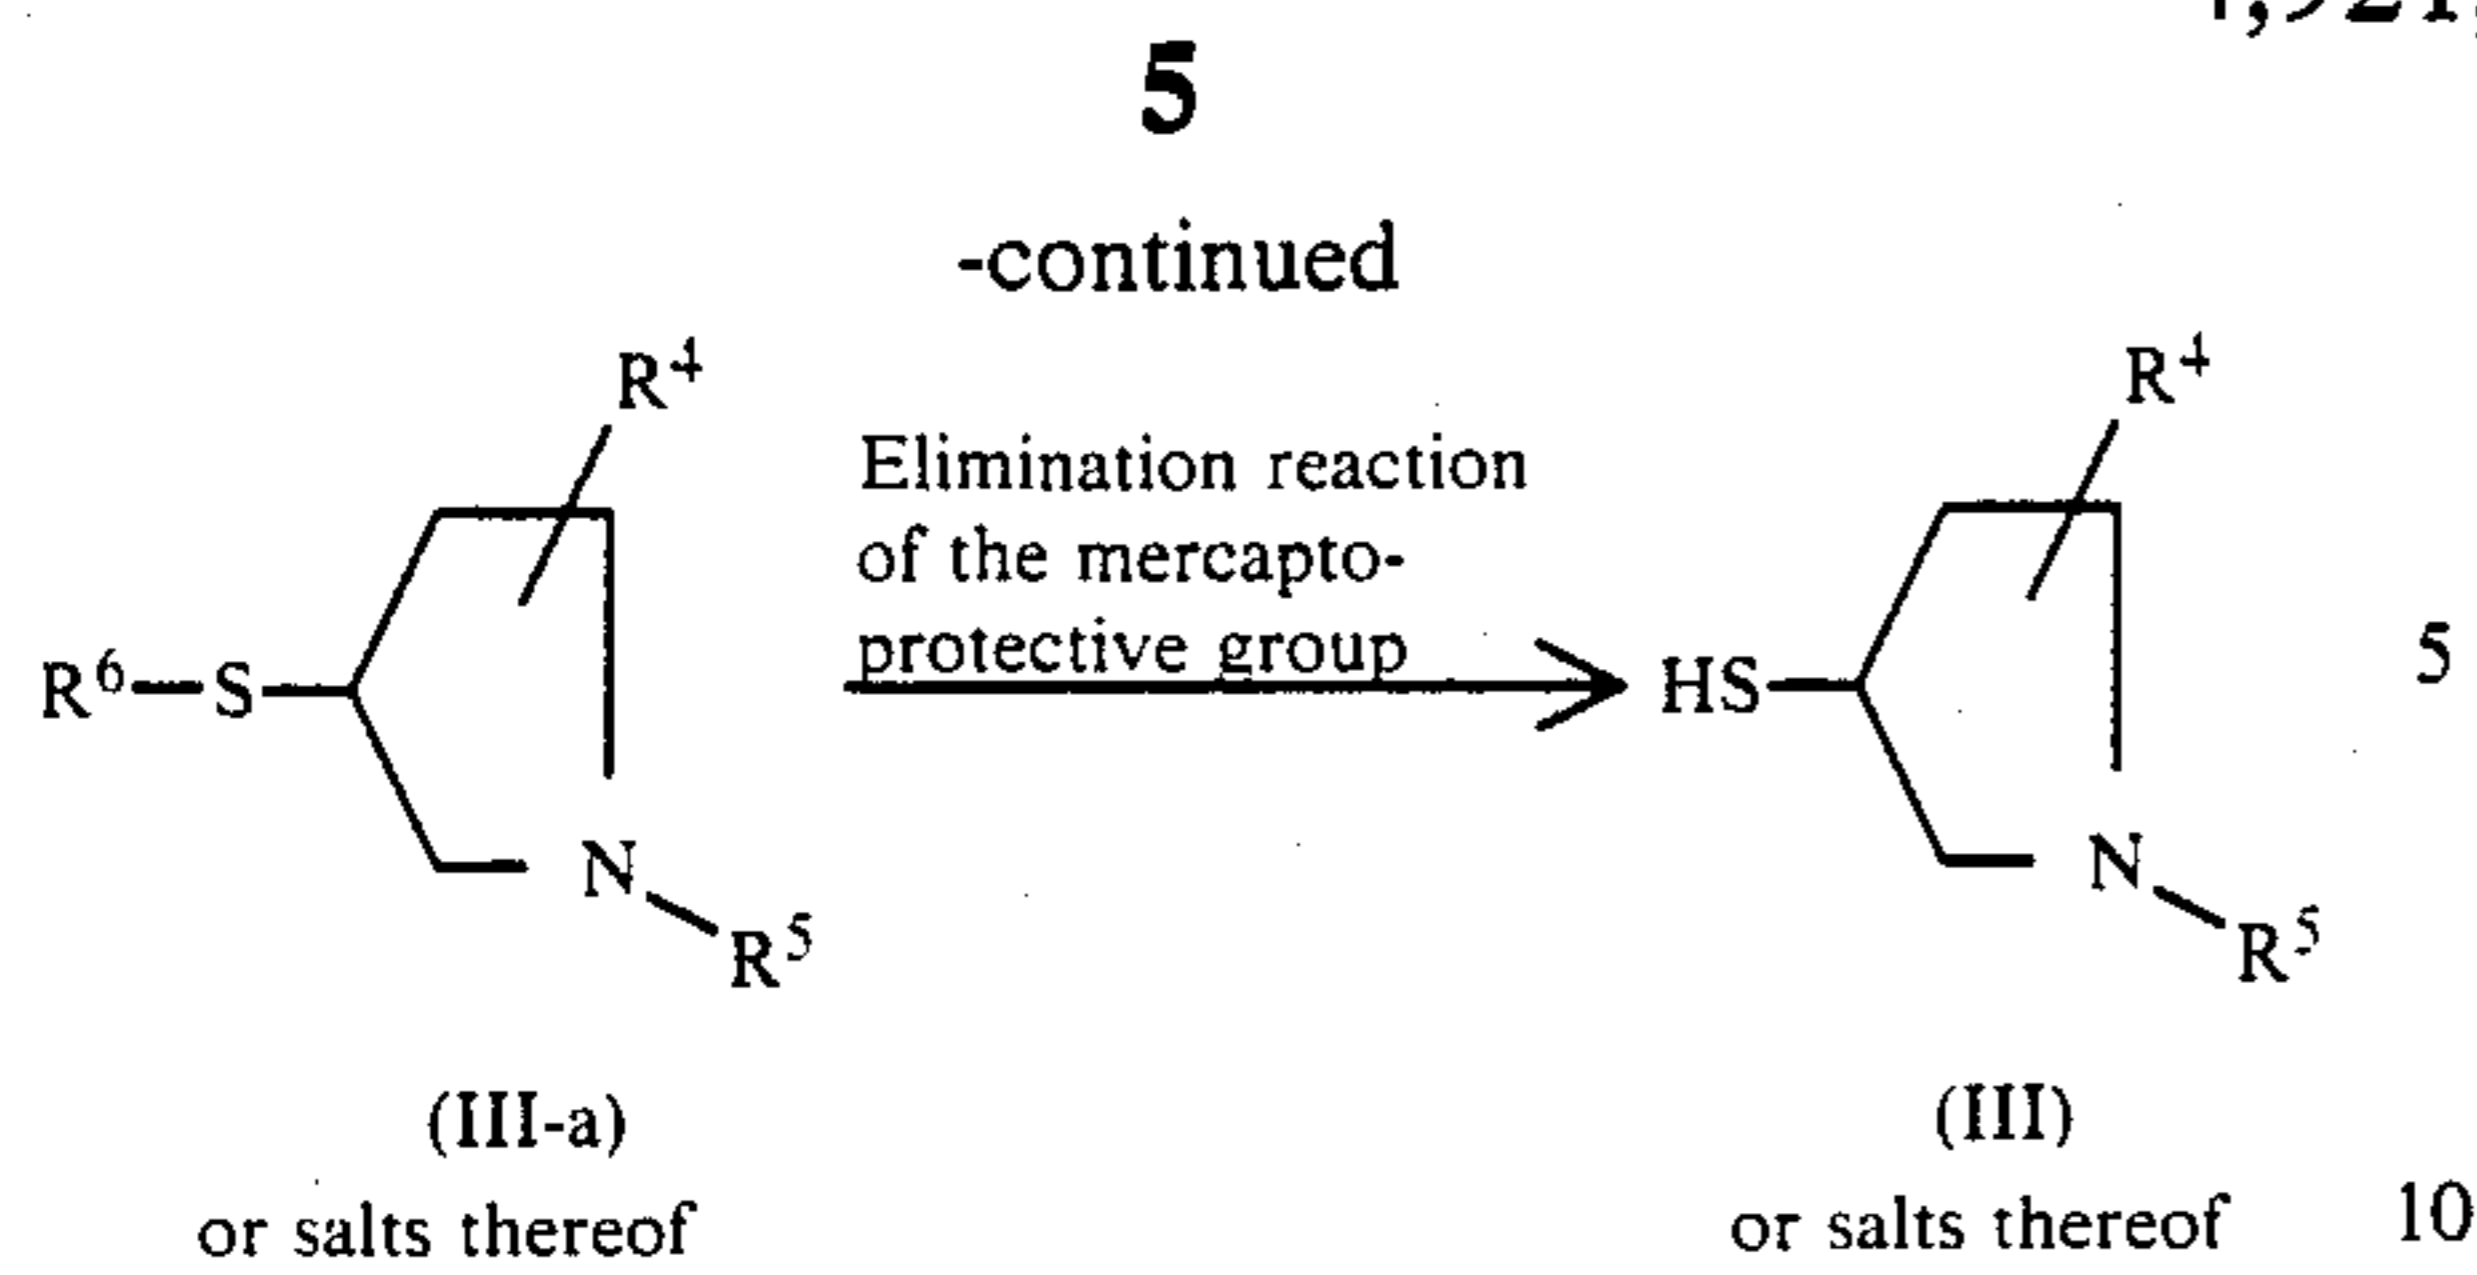 5
-continued
R⁴
R⁴
Elimination reaction
of the mercapto-
protective group
R⁶—S
HS
5
N
N
R⁵
R⁵
(III-a)
(III)
or salts thereof
or salts thereof
10